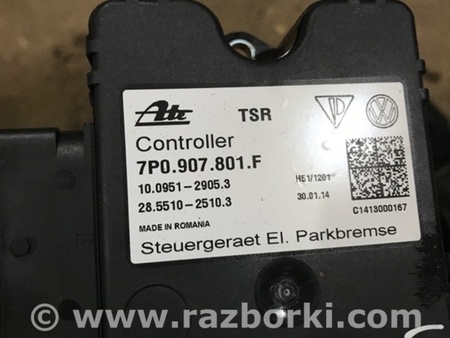 Ate TSR
Controller
7P0.907.801.F
10.0951-2905.3 H51/1201
28.5510-2510.3 30.01.14
MADE IN ROMANIA C1413000167
Steuergeraet El. Parkbremse
© www.razborki.com